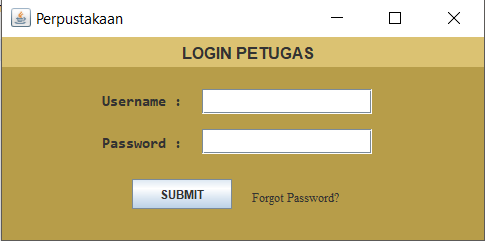 Perpustakaan
LOGIN PETUGAS
Username :
Password :
SUBMIT Forgot Password?